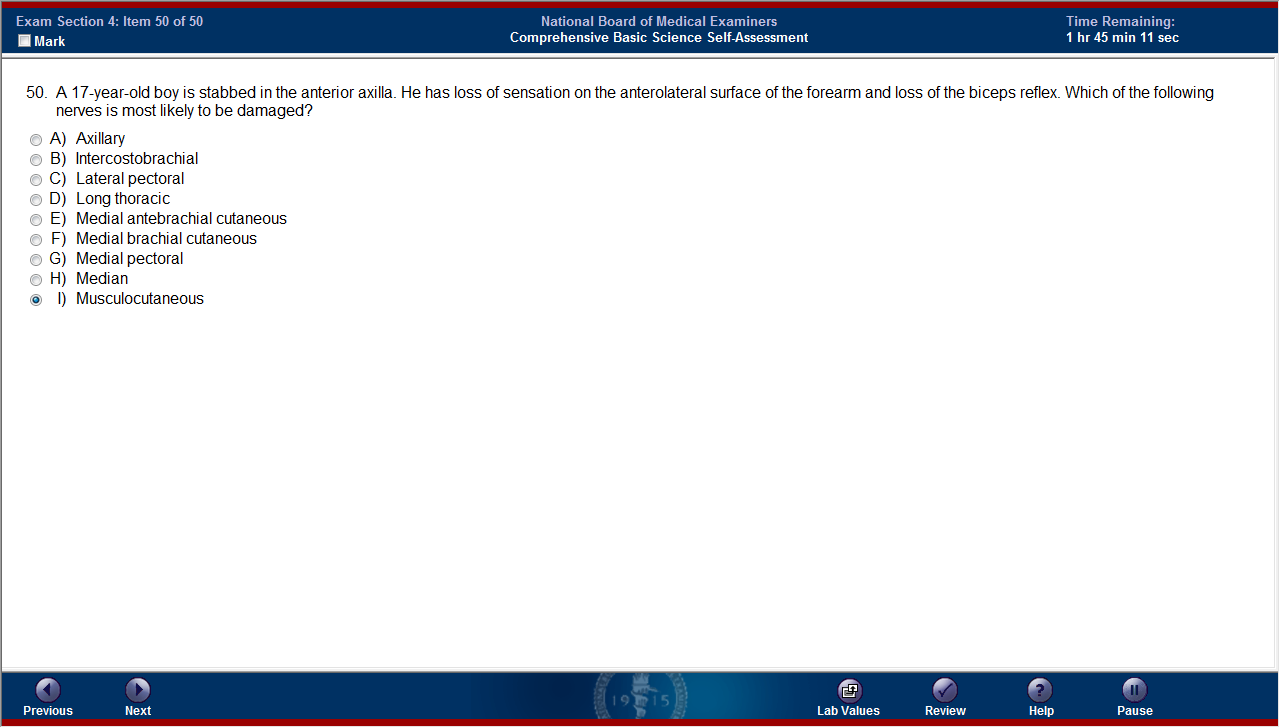 Exam Section 4: Item 50 of 50
National Board of Medical Examiners
Time Remaining:
Mark
Comprehensive Basic Science Self-Assessment
1 hr 45 min 11 sec
50. A 17-year-old boy is stabbed in the anterior axilla. He has loss of sensation on the anterolateral surface of the forearm and loss of the biceps reflex. Which of the following
nerves is most likely to be damaged?
A) Axillary
B) Intercostobrachial
C) Lateral pectoral
D) Long thoracic
E) Medial antebrachial cutaneous
F) Medial brachial cutaneous
G) Medial pectoral
H) Median
I) Musculocutaneous
1915
Previous
Next
Lab Values
Review
Help
Pause